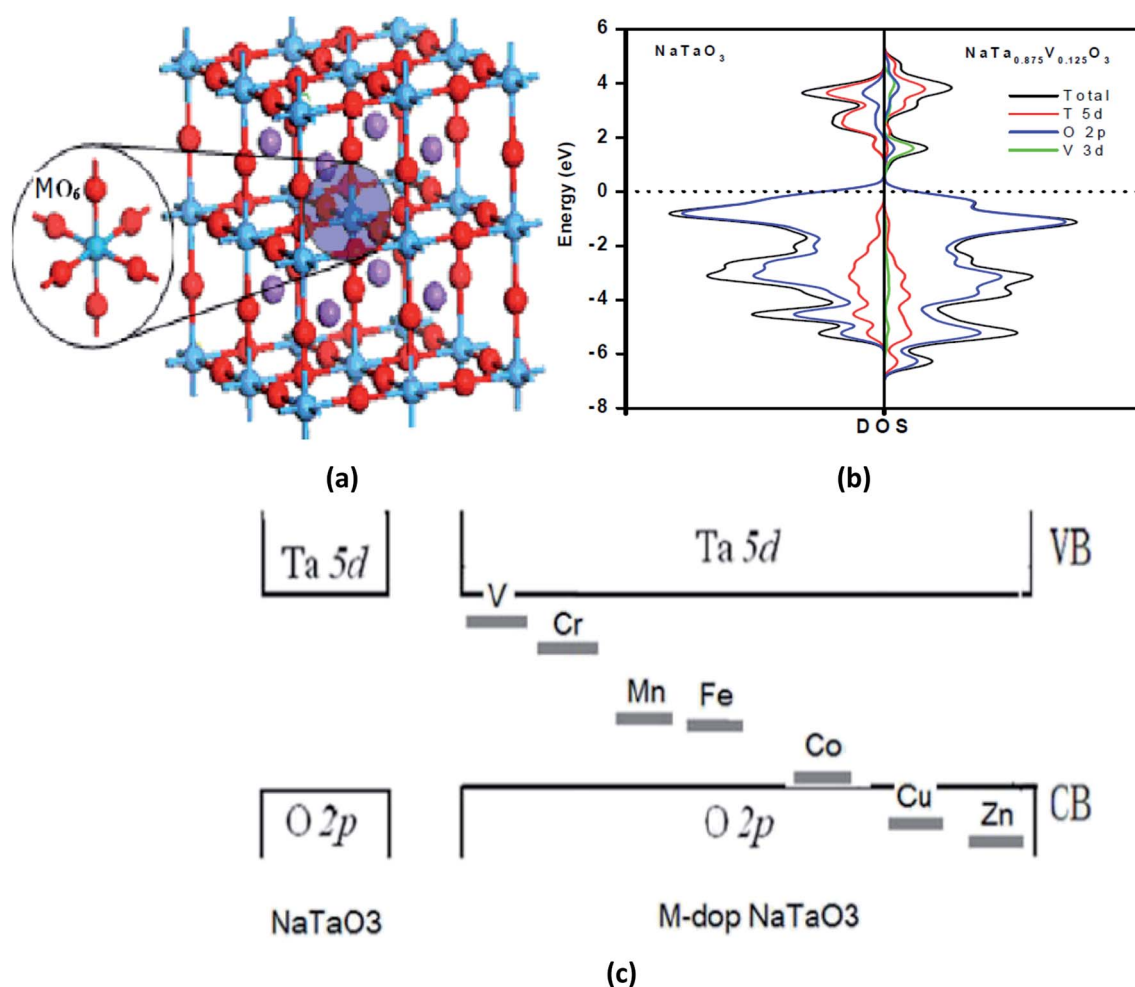 MO₆
(a)
6
4
2
0
-2
-4
-6
-8
Energy (eV)
NaTaO₃
NaTa₀.₈₇₅V₀.₁₂₅O₃
Total
T 5d
O 2p
V 3d
DOS
(b)
Ta 5d
Ta 5d
VB
V
Cr
Mn
Fe
Co
Cu
Zn
O 2p
O 2p
CB
NaTaO3
M-dop NaTaO3
(c)